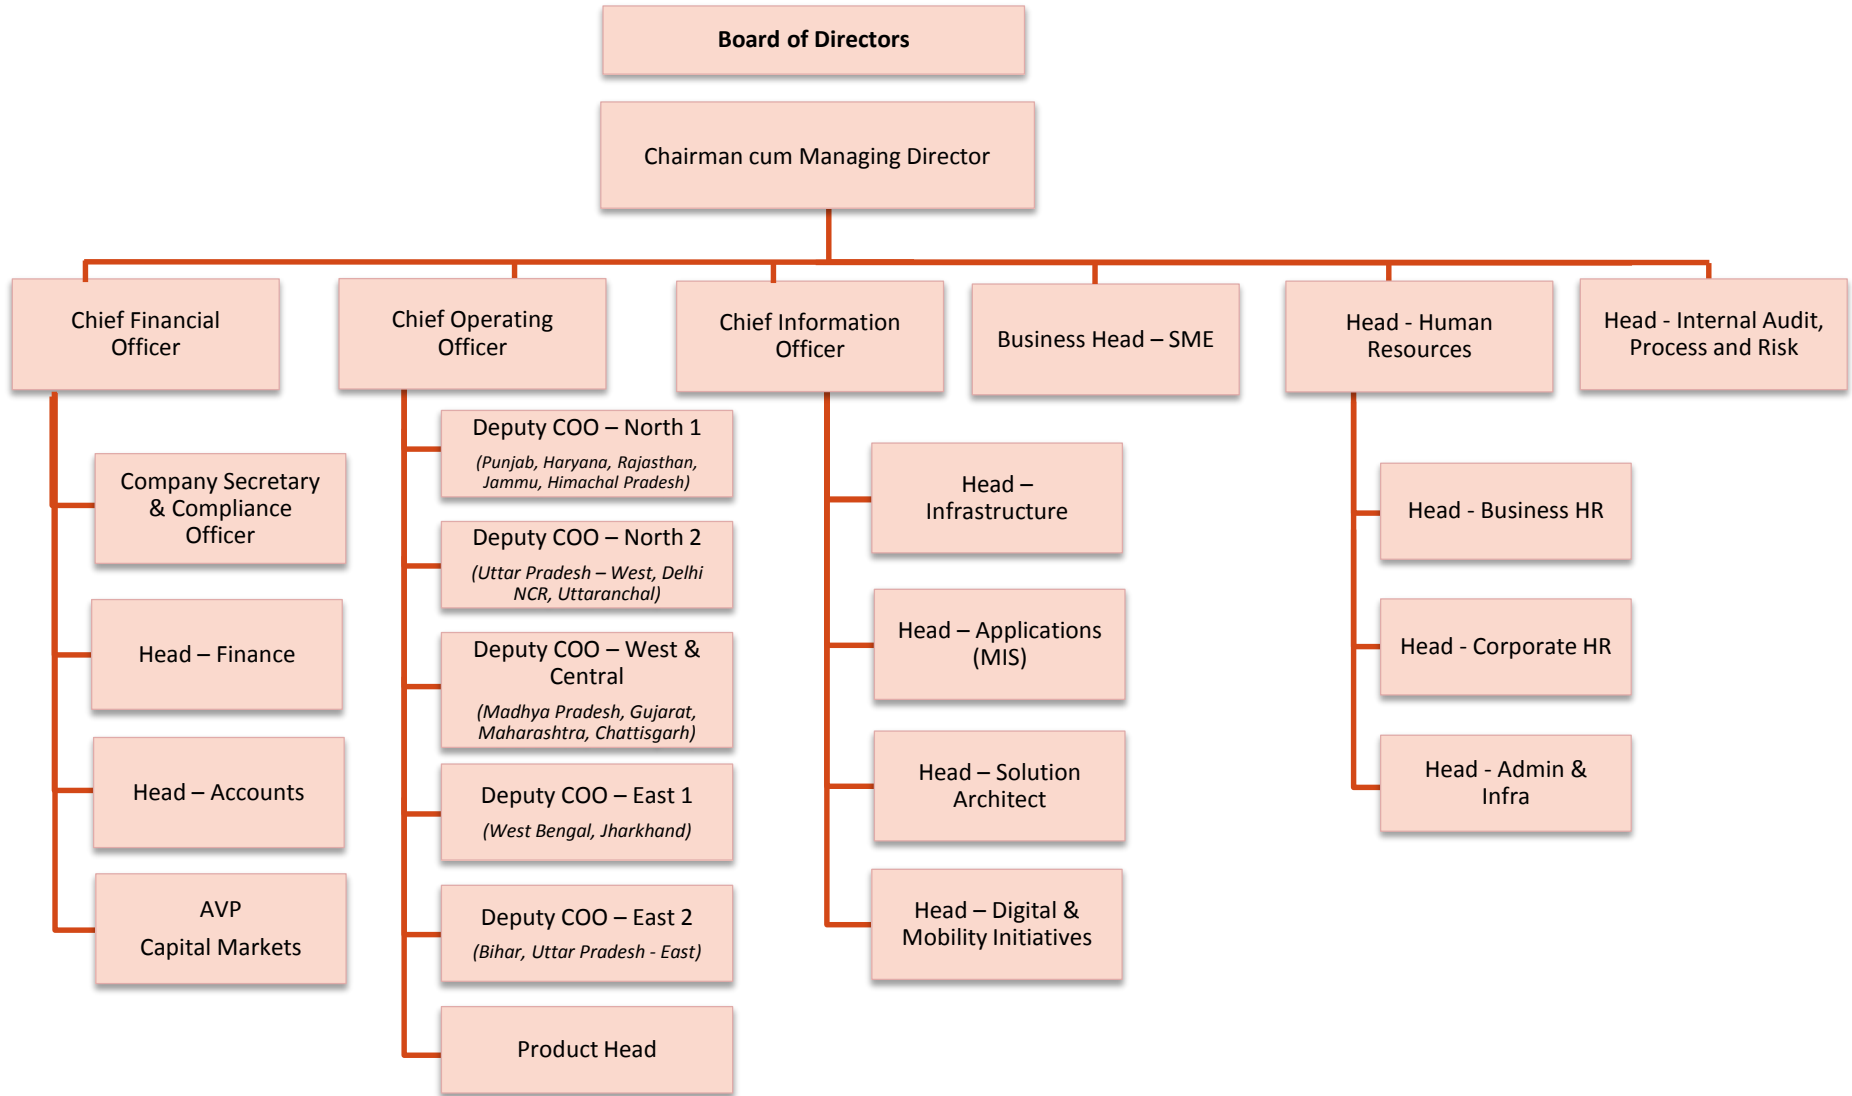 Board of Directors
Chairman cum Managing Director
Chief Financial
Officer
Chief Operating
Officer
Chief Information
Officer
Business Head – SME
Head - Human
Resources
Head - Internal Audit,
Process and Risk
Company Secretary
& Compliance
Officer
Head – Finance
Head – Accounts
AVP
Capital Markets
Deputy COO – North 1
(Punjab, Haryana, Rajasthan,
Jammu, Himachal Pradesh)
Deputy COO – North 2
(Uttar Pradesh – West, Delhi
NCR, Uttaranchal)
Deputy COO – West &
Central
(Madhya Pradesh, Gujarat,
Maharashtra, Chattisgarh)
Deputy COO – East 1
(West Bengal, Jharkhand)
Deputy COO – East 2
(Bihar, Uttar Pradesh - East)
Product Head
Head –
Infrastructure
Head – Applications
(MIS)
Head – Solution
Architect
Head – Digital &
Mobility Initiatives
Head - Business HR
Head - Corporate HR
Head - Admin &
Infra